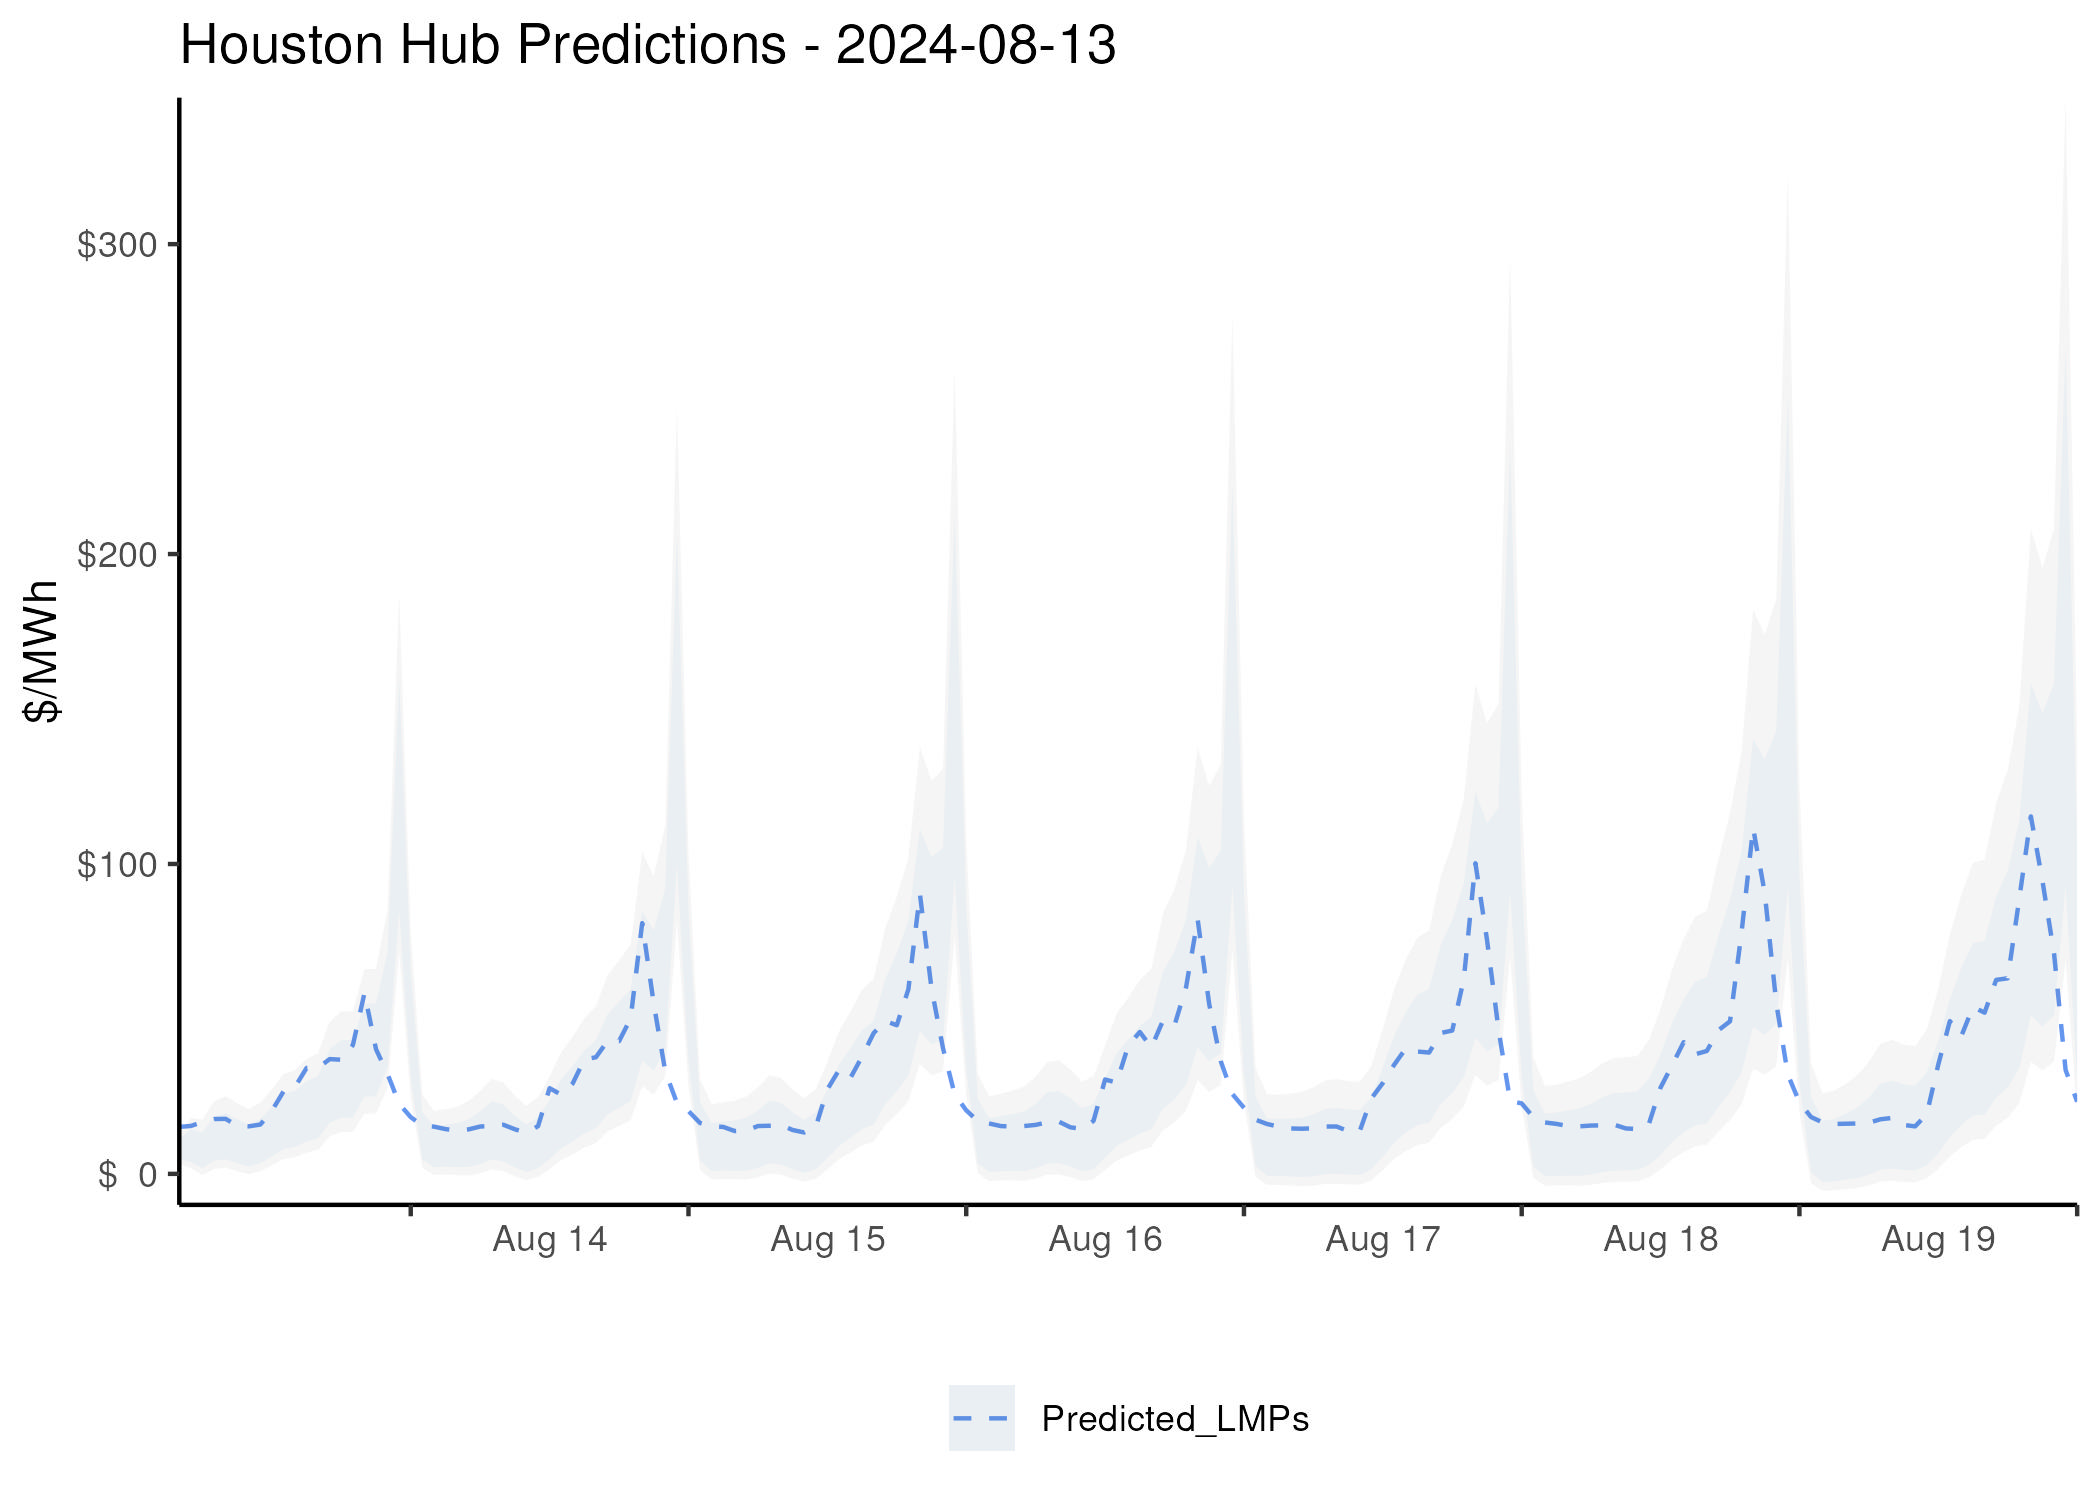 Houston Hub Predictions - 2024-08-13
$/MWh
$300
$200
$100
$ 0
Aug 14
Aug 15
Aug 16
Aug 17
Aug 18
Aug 19
Predicted_LMPs